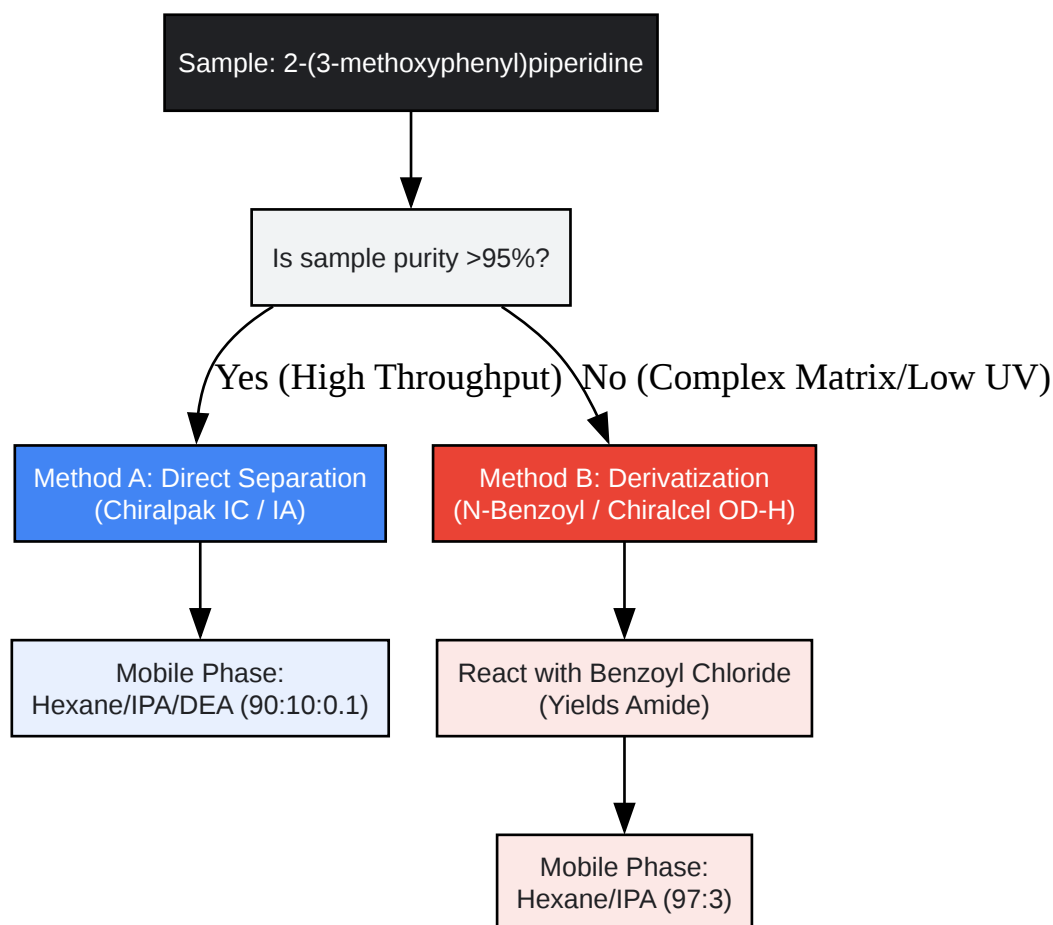 Sample: 2-(3-methoxyphenyl)piperidine
Is sample purity >95%?
Yes (High Throughput)
No (Complex Matrix/Low UV)
Method A: Direct Separation
(Chiralpak IC / IA)
Method B: Derivatization
(N-Benzoyl / Chiralcel OD-H)
Mobile Phase:
Hexane/IPA/DEA (90:10:0.1)
React with Benzoyl Chloride
(Yields Amide)
Mobile Phase:
Hexane/IPA (97:3)